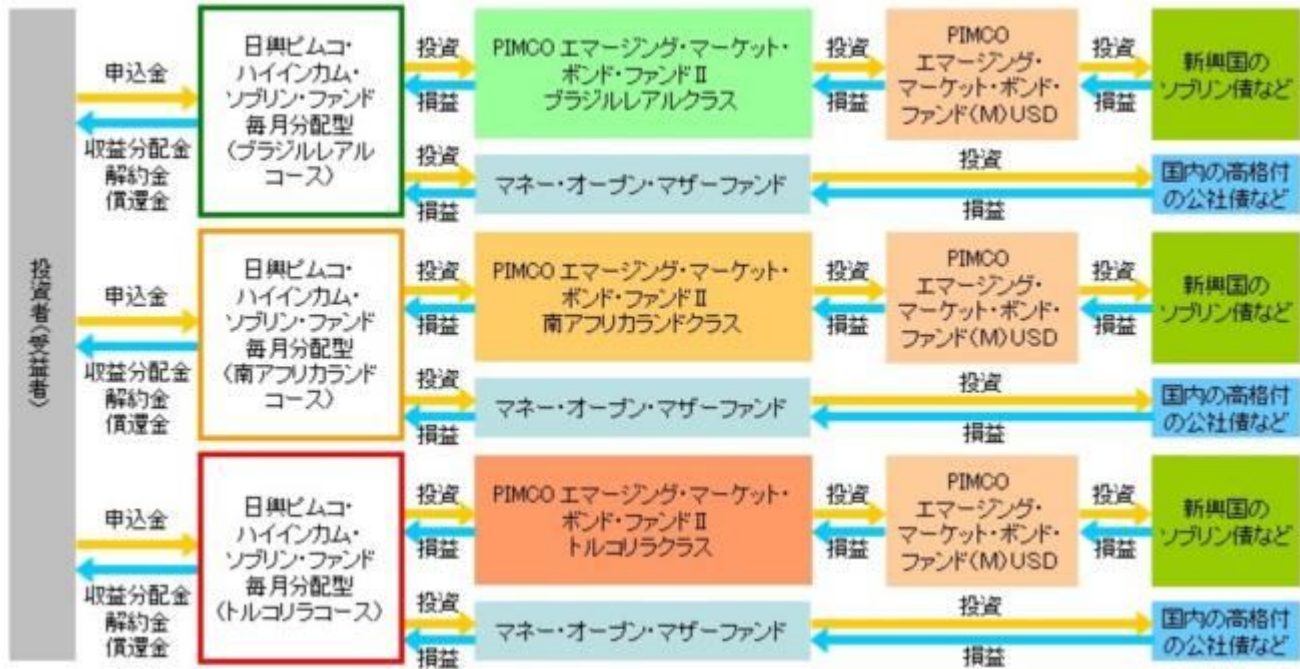 投資者(受益者)
申込金
収益分配金
解約金
償還金
日興ピムコ・
ハイインカム・
ソブリン・ファンド
毎月分配型
(ブラジルレアル
コース)
投資
損益
PIMCO エマージング・マーケット・
ボンド・ファンドⅡ
ブラジルレアルクラス
投資
損益
PIMCO
エマージング・
マーケット・ボンド・
ファンド(M)USD
投資
損益
新興国の
ソブリン債など
投資
損益
マネー・オープン・マザーファンド
投資
損益
国内の高格付
の公社債など
申込金
収益分配金
解約金
償還金
日興ピムコ・
ハイインカム・
ソブリン・ファンド
毎月分配型
(南アフリカランド
コース)
投資
損益
PIMCO エマージング・マーケット・
ボンド・ファンドⅡ
南アフリカランドクラス
投資
損益
PIMCO
エマージング・
マーケット・ボンド・
ファンド(M)USD
投資
損益
新興国の
ソブリン債など
投資
損益
マネー・オープン・マザーファンド
投資
損益
国内の高格付
の公社債など
申込金
収益分配金
解約金
償還金
日興ピムコ・
ハイインカム・
ソブリン・ファンド
毎月分配型
(トルコリラコース)
投資
損益
PIMCO エマージング・マーケット・
ボンド・ファンドⅡ
トルコリラクラス
投資
損益
PIMCO
エマージング・
マーケット・ボンド・
ファンド(M)USD
投資
損益
新興国の
ソブリン債など
投資
損益
マネー・オープン・マザーファンド
投資
損益
国内の高格付
の公社債など